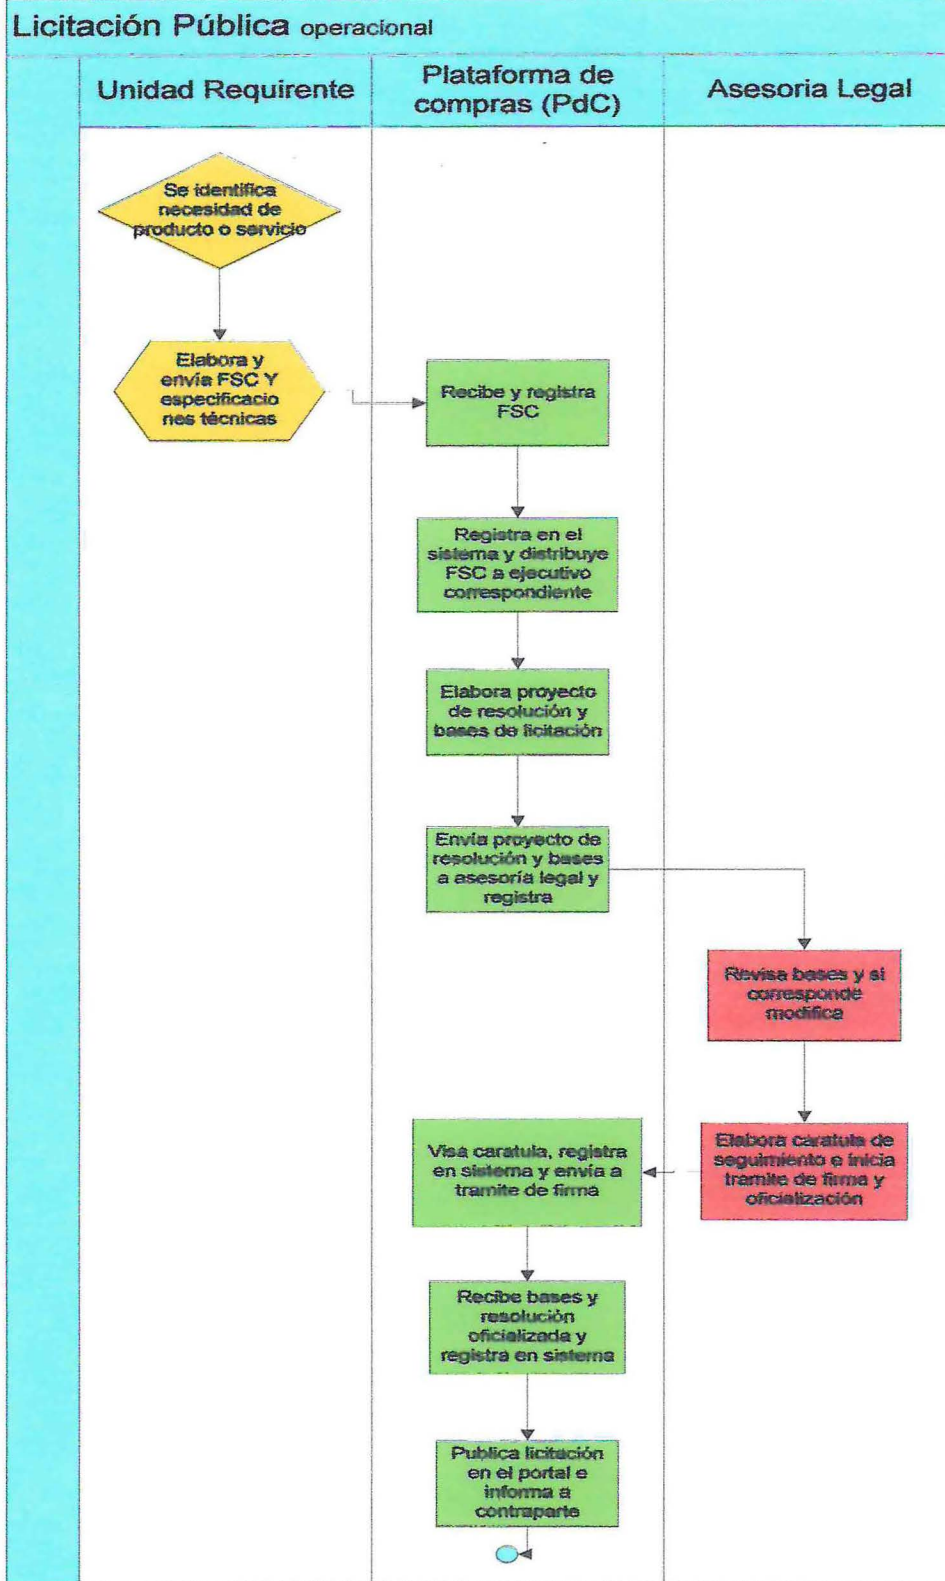 Licitación Pública operacional
Unidad Requirente
Plataforma de
compras (PdC)
Asesoria Legal
Se identifica
necesidad de
producto o servicio
Elabora y
envía FSC Y
especificacio
nes técnicas
Recibe y registra
FSC
Registra en el
sistema y distribuye
FSC a ejecutivo
correspondiente
Elabora proyecto
de resolución y
bases de licitación
Envía proyecto de
resolución y bases
a asesoría legal y
registra
Revisa bases y si
corresponde
modifica
Elabora caratula de
seguimiento e inicia
tramite de firma y
oficialización
Visa caratula, registra
en sistema y envía a
tramite de firma
Recibe bases y
resolución
oficializada y
registra en sistema
Publica licitación
en el portal e
informa a
contraparte